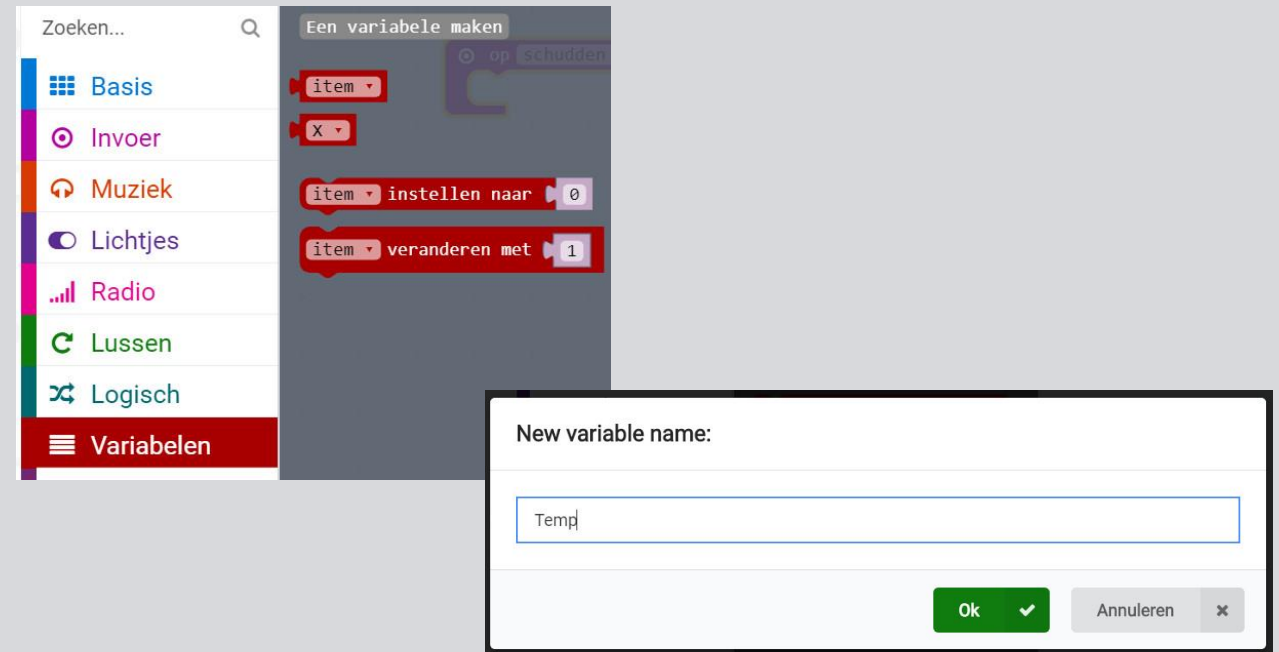 Zoeken...
Basis
Invoer
Muziek
Lichtjes
Radio
Lussen
Logisch
Variabelen
Een variabele maken
op schudden
item
X
item instellen naar 0
item veranderen met 1
New variable name:
Temp
Ok
Annuleren